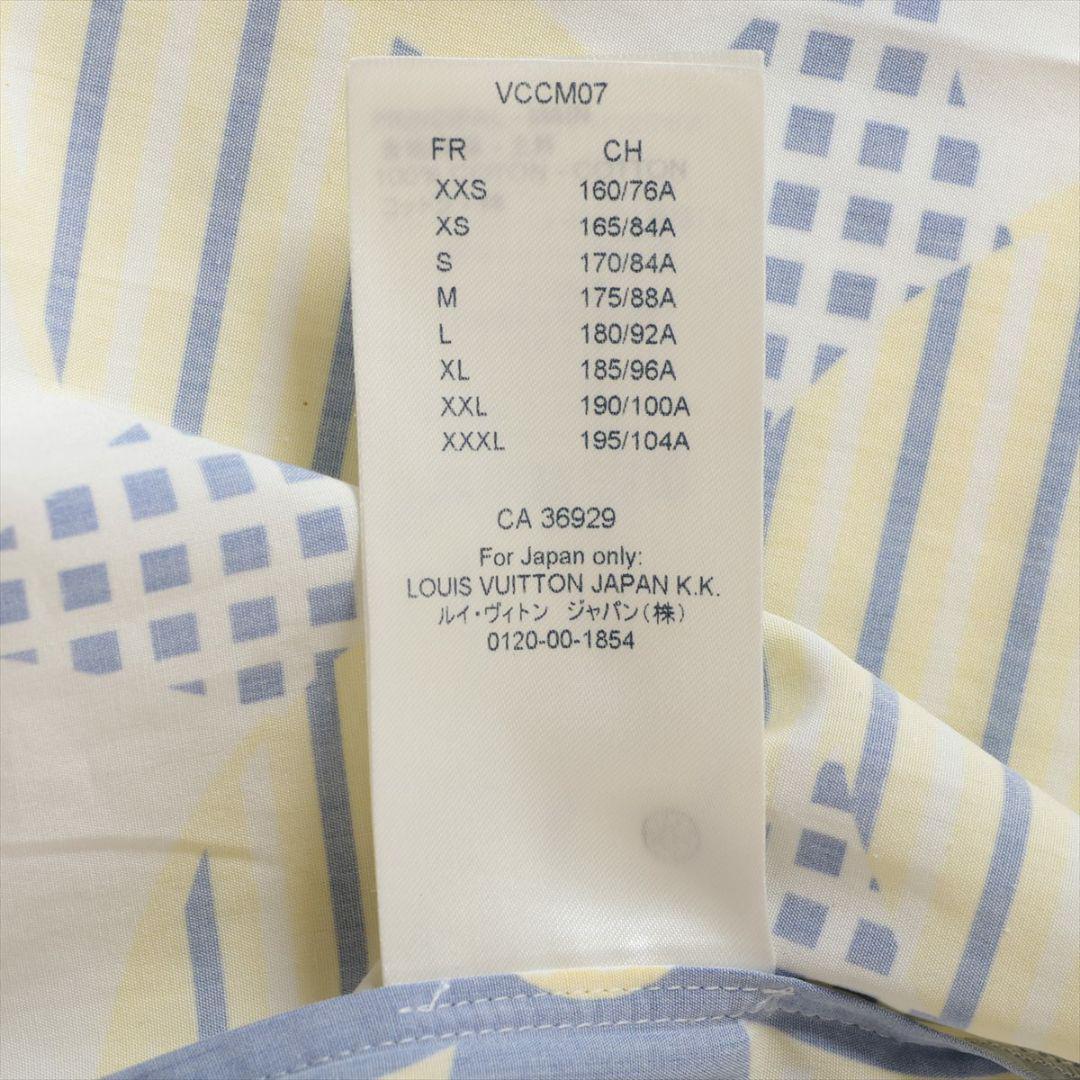 VCCM07
FR CH
XXS 160/76A
XS 165/84A
S 170/84A
M 175/88A
L 180/92A
XL 185/96A
XXL 190/100A
XXXL 195/104A
CA 36929
For Japan only:
LOUIS VUITTON JAPAN K.K.
ルイ・ヴィトン ジャパン(株)
0120-00-1854